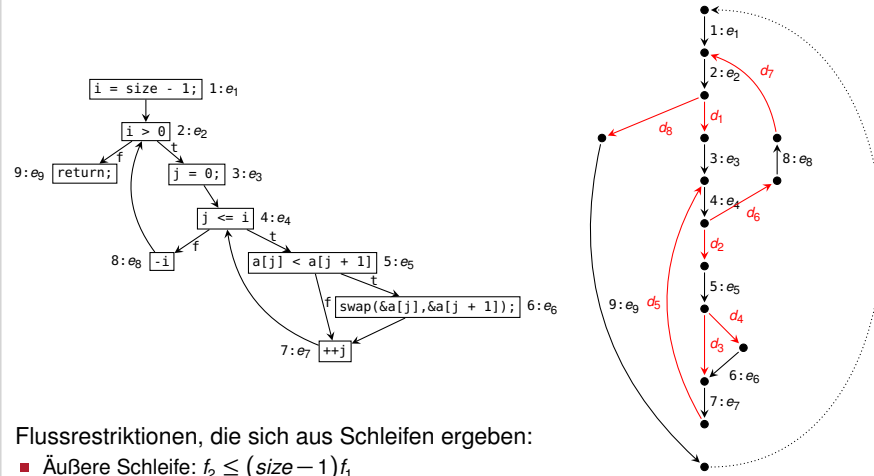 i = size - 1; 1:e1
i > 0 2:e2
f t
9:e9 return; j = 0; 3:e3
j <= i 4:e4
f t
8:e8 -i a[j] < a[j + 1] 5:e5
f t
swap(&a[j],&a[j + 1]); 6:e6
7:e7 ++j
1:e1
2:e2
d7
d8 d1
3:e3 8:e8
4:e4
d6
d2
5:e5
9:e9 d5 d4
d3
6:e6
7:e7
Flussrestriktionen, die sich aus Schleifen ergeben:
Äußere Schleife: f2 ≤ (size − 1)f1